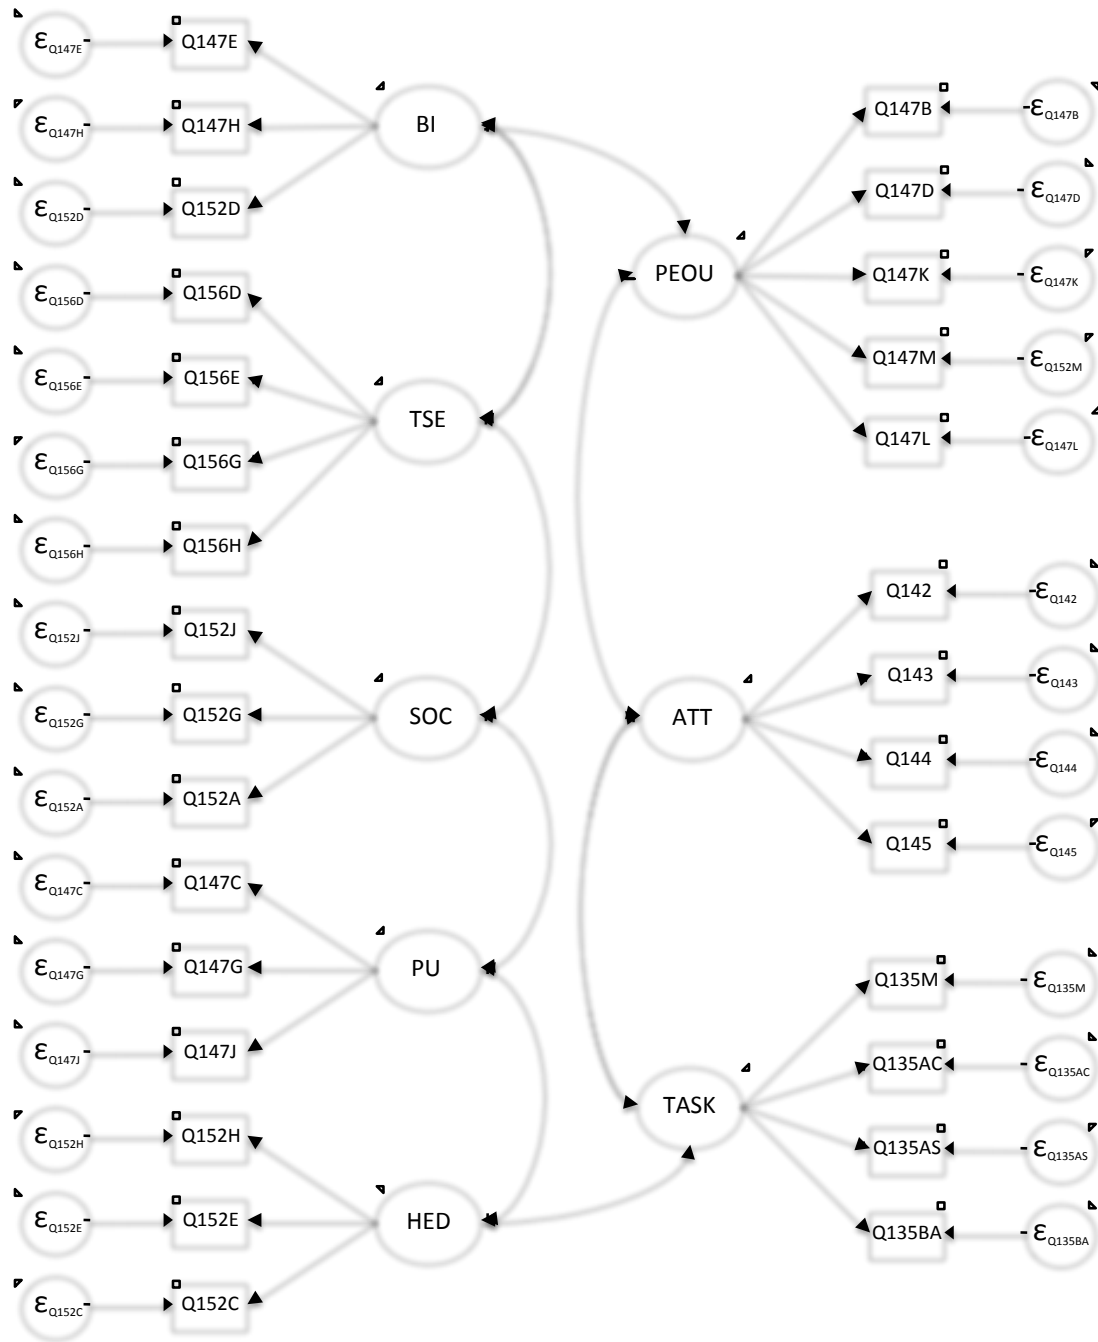 εQ147E Q147E
εQ147H Q147H
BI
εQ152D Q152D
εQ156D Q156D
εQ156E Q156E
TSE
εQ156G Q156G
εQ156H Q156H
εQ152J Q152J
εQ152G Q152G
SOC
εQ152A Q152A
εQ147C Q147C
εQ147G Q147G
PU
εQ147J Q147J
εQ152H Q152H
εQ152E Q152E
HED
εQ152C Q152C
Q147B εQ147B
Q147D εQ147D
PEOU
Q147K εQ147K
Q147M εQ152M
Q147L εQ147L
Q142 εQ142
Q143 εQ143
ATT
Q144 εQ144
Q145 εQ145
Q135M εQ135M
Q135AC εQ135AC
TASK
Q135AS εQ135AS
Q135BA εQ135BA